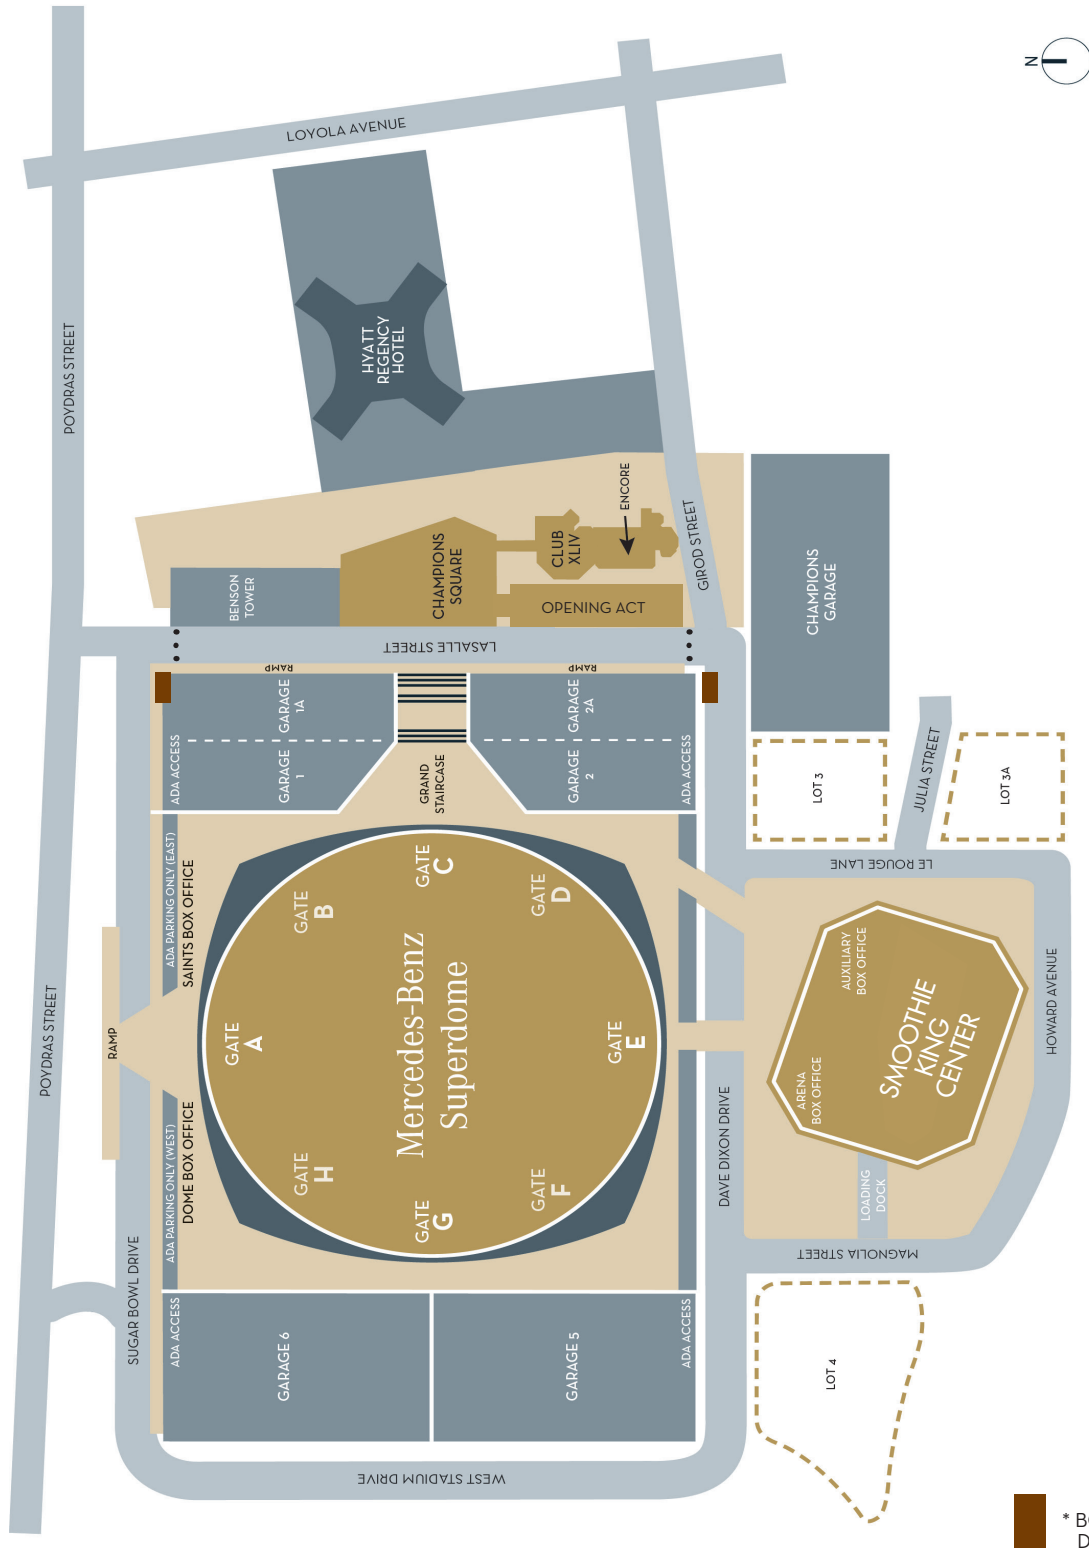 N
LOYOLA AVENUE
POYDRAS STREET
HYATT
REGENCY
HOTEL
ENCORE
CLUB
XLIV
GIROD STREET
CHAMPIONS
SQUARE
OPENING ACT
BENSON
TOWER
CHAMPIONS
GARAGE
LASALLE STREET
RAMP
RAMP
GARAGE
1A
GARAGE
2A
ADA ACCESS
GARAGE
1
GRAND
STAIRCASE
GARAGE
2
ADA ACCESS
LOT 3
JULIA STREET
LOT 3A
LE ROUGE LANE
ADA PARKING ONLY (EAST)
SAINTS BOX OFFICE
GATE
C
GATE
B
GATE
D
POYDRAS STREET
RAMP
GATE
A
Mercedes-Benz
Superdome
GATE
E
AUXILIARY
BOX OFFICE
SMOOTHIE
KING
CENTER
ARENA
BOX OFFICE
HOWARD AVENUE
ADA PARKING ONLY (WEST)
DOME BOX OFFICE
GATE
H
GATE
G
GATE
F
DAVE DIXON DRIVE
LOADING
DOCK
MAGNOLIA STREET
SUGAR BOWL DRIVE
ADA ACCESS
GARAGE 6
GARAGE 5
ADA ACCESS
LOT 4
WEST STADIUM DRIVE